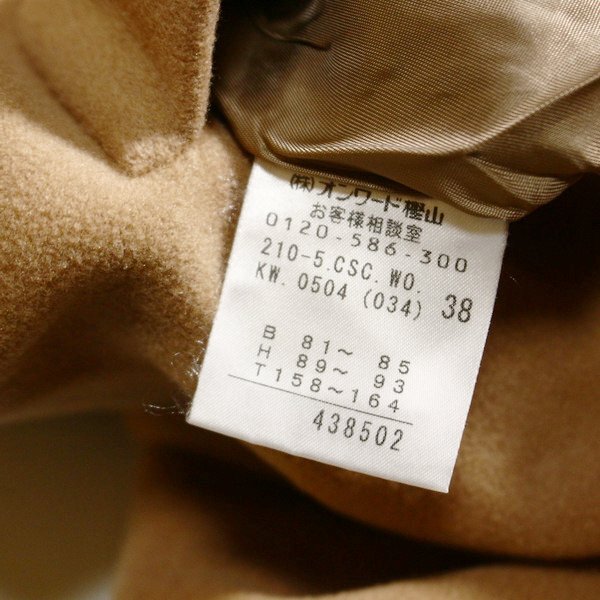 (株)オンワード樫山
お客様相談室
0120-586-300
210-5.CSC.WO.
KW.0504(034) 38
B 81~ 85
H 89~ 93
T158~164
438502